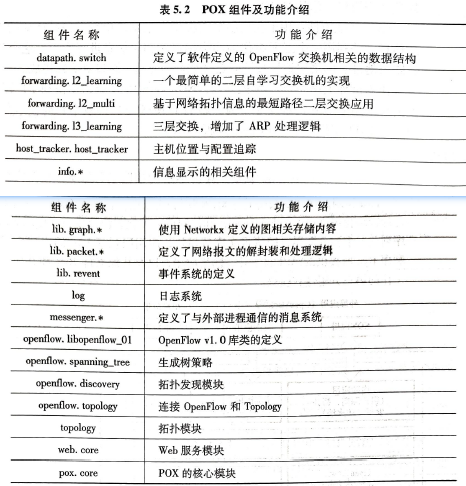 表 5.2 POX 组件及功能介绍
组件名称 功能介绍
datapath. switch 定义了软件定义的 OpenFlow 交换机相关的数据结构
forwarding. l2_learning 一个最简单的二层自学习交换机的实现
forwarding. l2_multi 基于网络拓扑信息的最短路径二层交换应用
forwarding. l3_learning 三层交换，增加了 ARP 处理逻辑
host_tracker. host_tracker 主机位置与配置追踪
info.* 信息显示的相关组件
组件名称 功能介绍
lib. graph.* 使用 Networkx 定义的图相关存储内容
lib. packet.* 定义了网络报文的解封装和处理逻辑
lib. revent 事件系统的定义
log 日志系统
messenger.* 定义了与外部进程通信的消息系统
openflow. libopenflow_01 OpenFlow v1.0库类的定义
openflow. spanning_tree 生成树策略
openflow. discovery 拓扑发现模块
openflow. topology 连接 OpenFlow 和 Topology
topology 拓扑模块
web. core Web 服务模块
pox. core POX 的核心模块